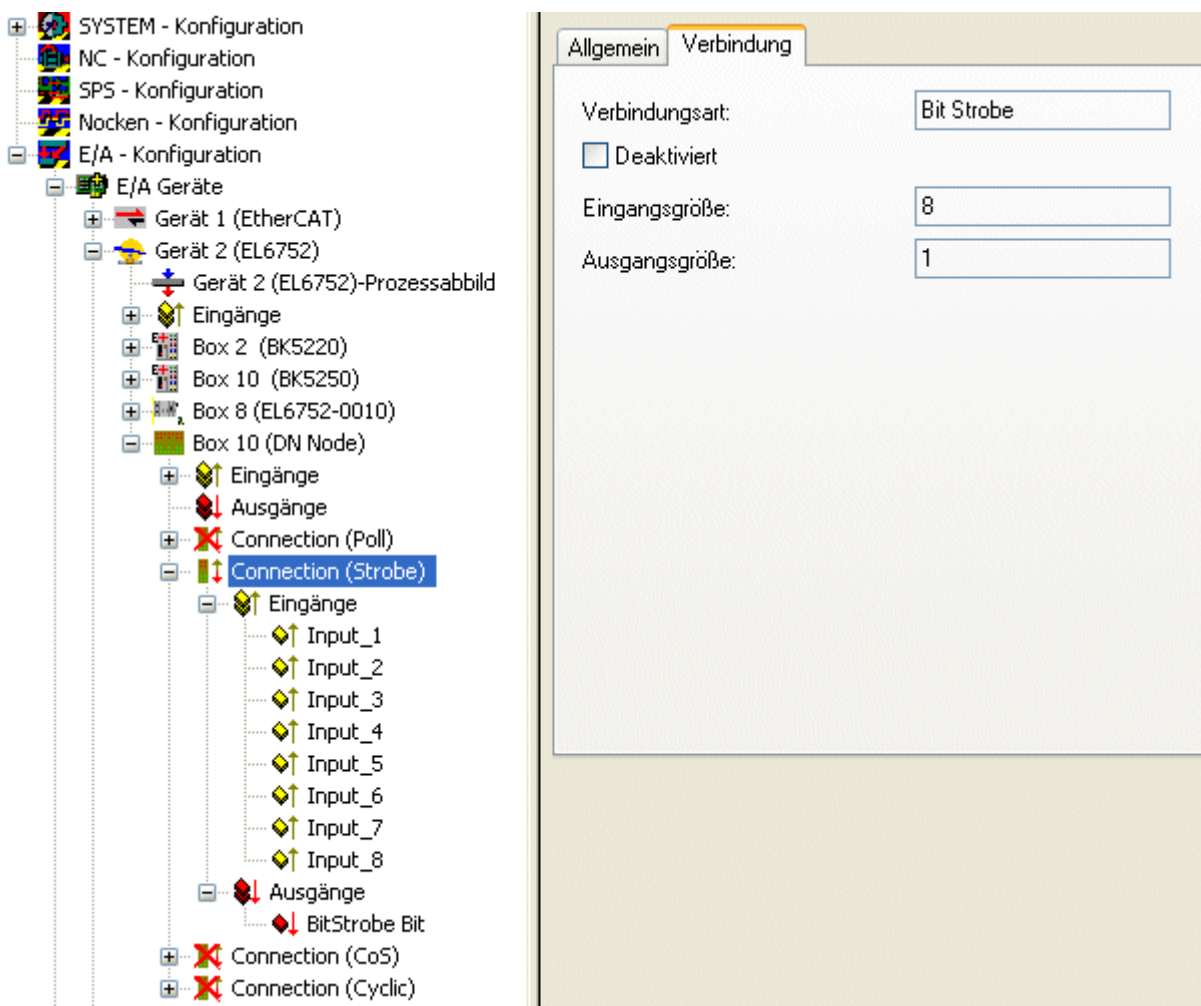 SYSTEM - Konfiguration
NC - Konfiguration
SPS - Konfiguration
Nocken - Konfiguration
E/A - Konfiguration
E/A Geräte
Gerät 1 (EtherCAT)
Gerät 2 (EL6752)
Gerät 2 (EL6752)-Prozessabbild
Eingänge
Box 2 (BK5220)
Box 10 (BK5250)
Box 8 (EL6752-0010)
Box 10 (DN Node)
Eingänge
Ausgänge
Connection (Poll)
Connection (Strobe)
Eingänge
Input_1
Input_2
Input_3
Input_4
Input_5
Input_6
Input_7
Input_8
Ausgänge
BitStrobe Bit
Connection (CoS)
Connection (Cyclic)
Allgemein Verbindung
Verbindungsart: Bit Strobe
Deaktiviert
Eingangsgröße: 8
Ausgangsgröße: 1